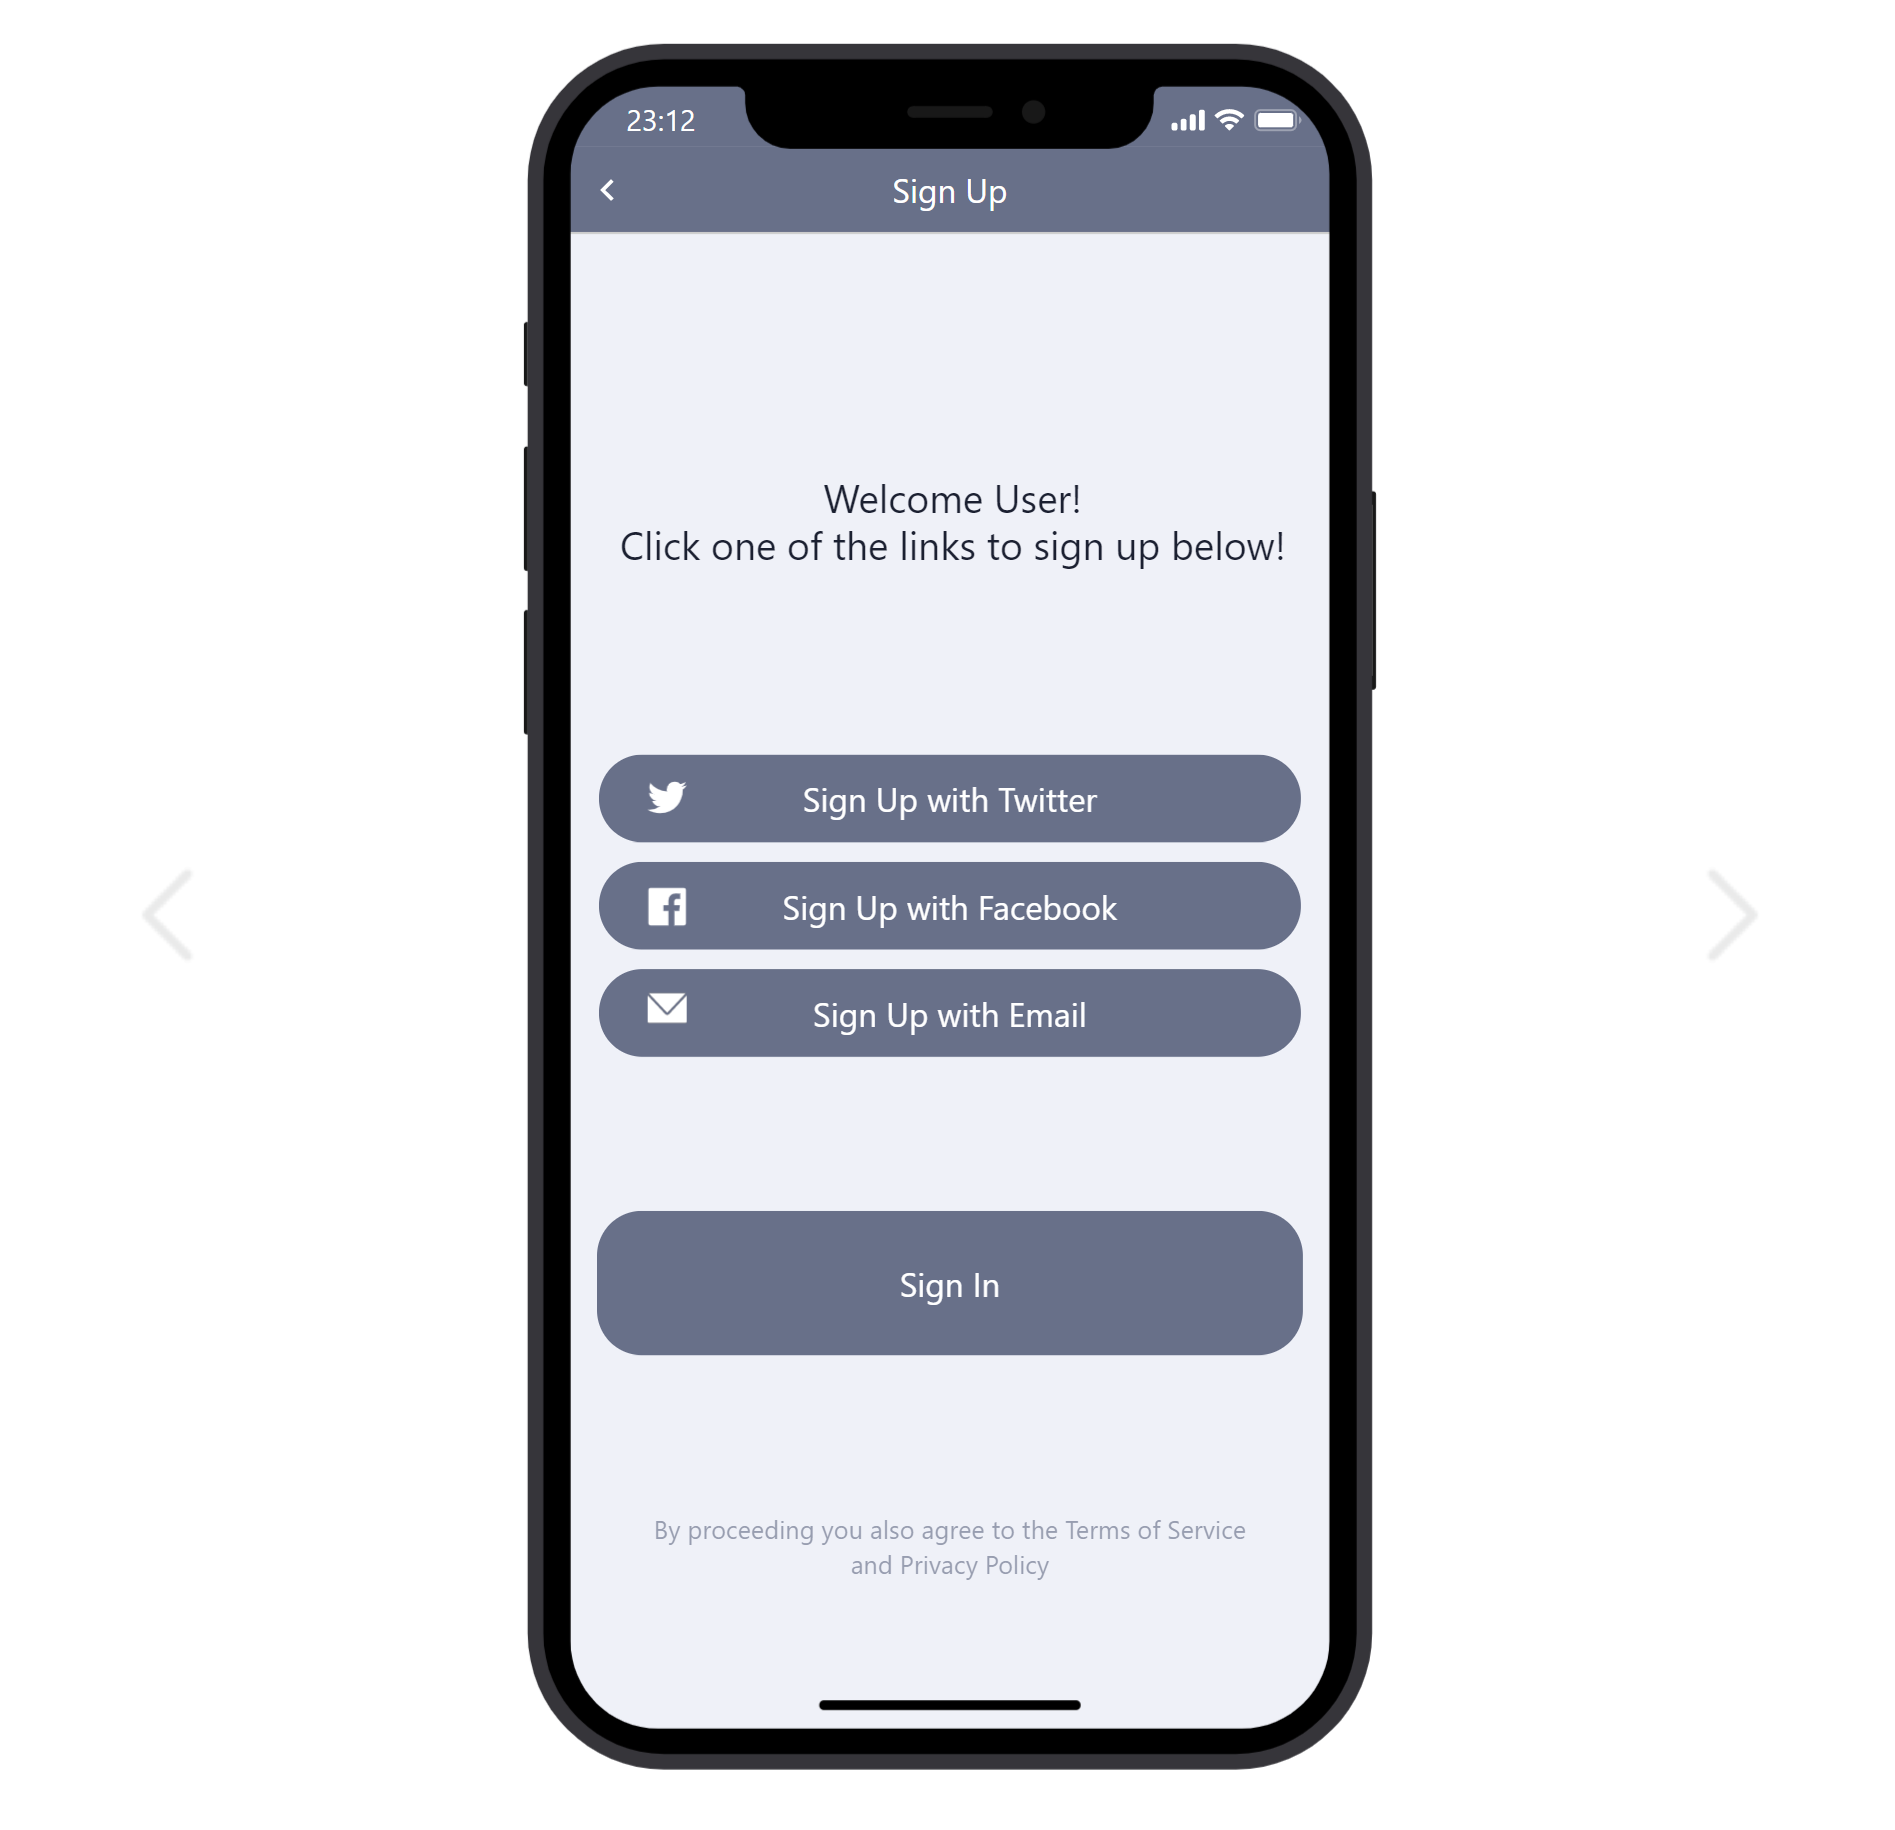 23:12
Sign Up
Welcome User!
Click one of the links to sign up below!
Sign Up with Twitter
Sign Up with Facebook
Sign Up with Email
Sign In
By proceeding you also agree to the Terms of Service
and Privacy Policy